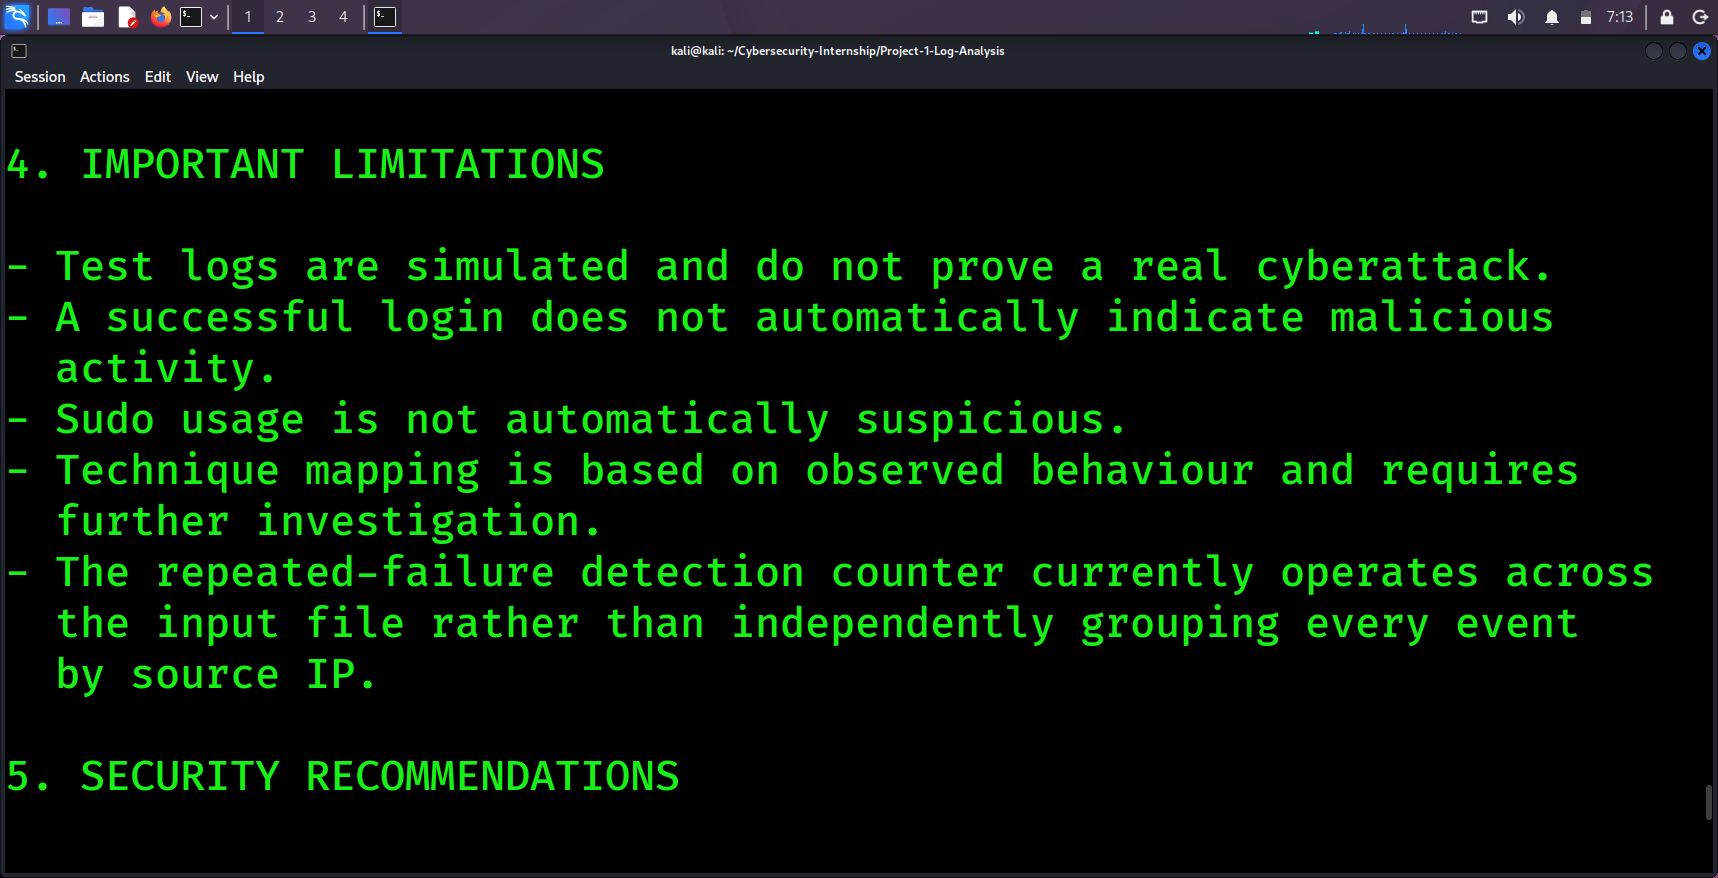 1 2 3 4
7:13
kali@kali: ~/Cybersecurity-Internship/Project-1-Log-Analysis
Session Actions Edit View Help
4. IMPORTANT LIMITATIONS
- Test logs are simulated and do not prove a real cyberattack.
- A successful login does not automatically indicate malicious
activity.
- Sudo usage is not automatically suspicious.
- Technique mapping is based on observed behaviour and requires
further investigation.
- The repeated-failure detection counter currently operates across
the input file rather than independently grouping every event
by source IP.
5. SECURITY RECOMMENDATIONS